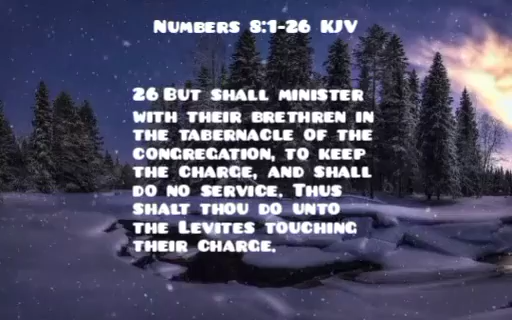 Numbers 8:1-26 KJV
26 But shall minister
with their brethren in
the tabernacle of the
congregation, to keep
the charge, and shall
do no service. Thus
shalt thou do unto
the Levites touching
their charge.